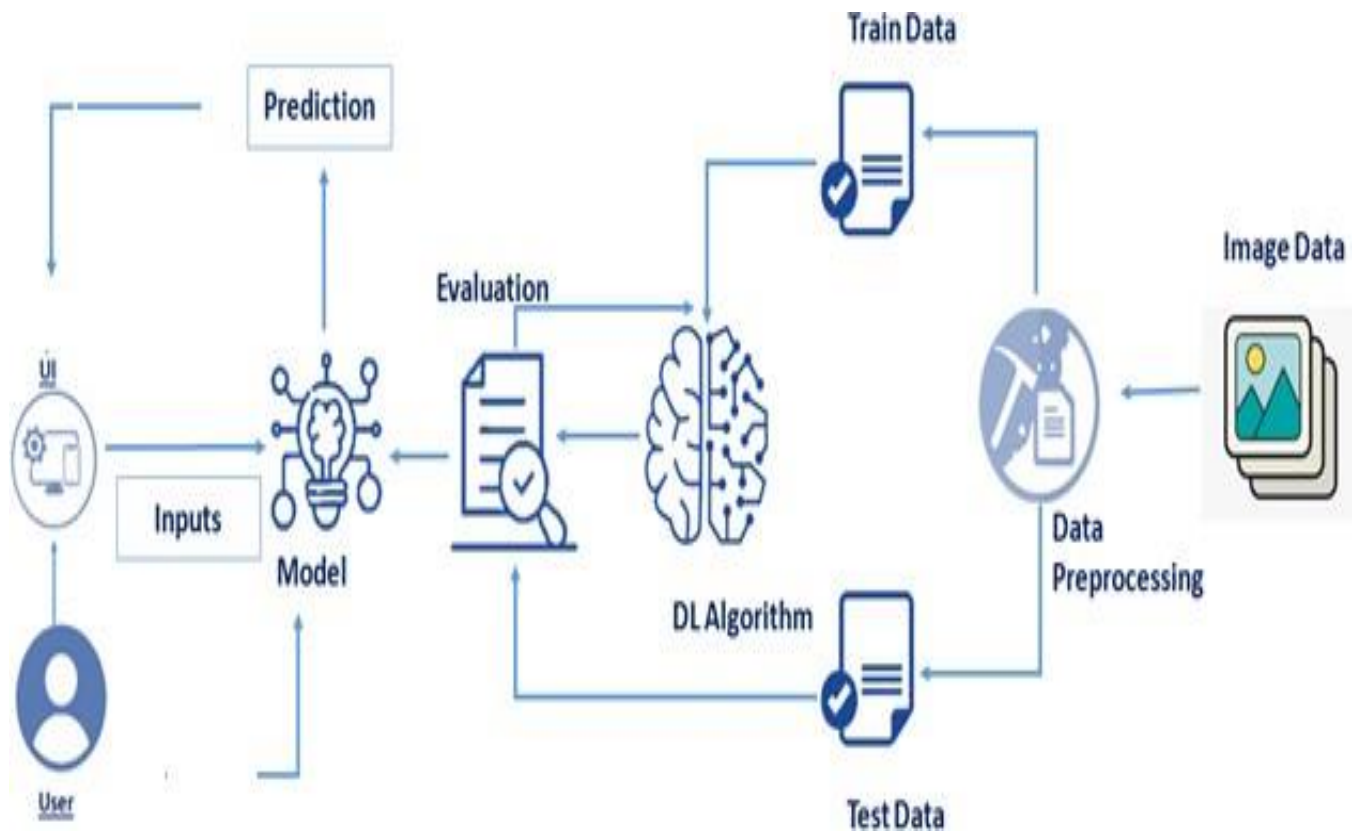 Train Data
Prediction
Image Data
Evaluation
UI
Inputs
Model
Data
Preprocessing
DL Algorithm
User
Test Data